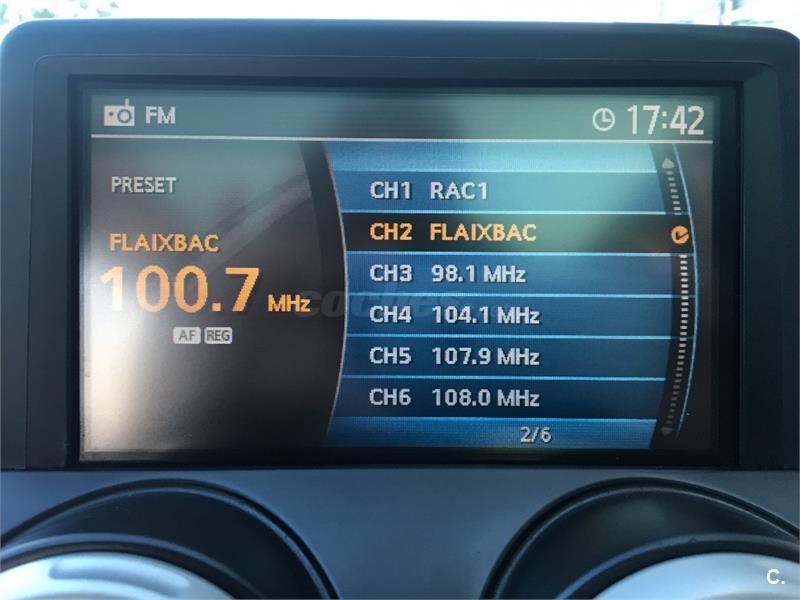 FM
17:42
PRESET
FLAIXBAC
100.7 MHz
AF REG
CH1 RAC1
CH2 FLAIXBAC
CH3 98.1 MHz
CH4 104.1 MHz
CH5 107.9 MHz
CH6 108.0 MHz
2/6
coches
C.